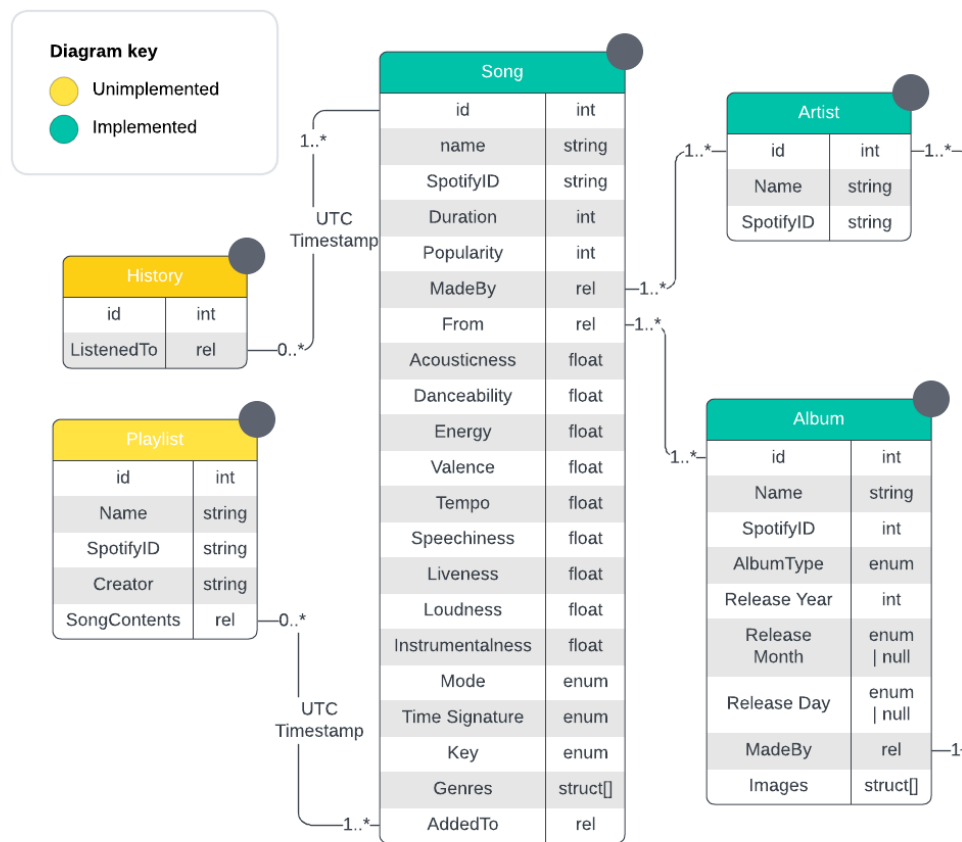 Diagram key
Unimplemented
Implemented
Song
id int
name string
SpotifyID string
Duration int
Popularity int
MadeBy rel
From rel
Acousticness float
Danceability float
Energy float
Valence float
Tempo float
Speechiness float
Liveness float
Loudness float
Instrumentalness float
Mode enum
Time Signature enum
Key enum
Genres struct[]
AddedTo rel
Artist
id int
Name string
SpotifyID string
1..*
1..*
1..*
1..*
UTC
Timestamp
History
id int
ListenedTo rel
0..*
1..*
1..*
Playlist
id int
Name string
SpotifyID string
Creator string
SongContents rel
0..*
UTC
Timestamp
1..*
Album
id int
Name string
SpotifyID int
AlbumType enum
Release Year int
Release
Month
enum
| null
Release Day
enum
| null
MadeBy rel
1
Images struct[]